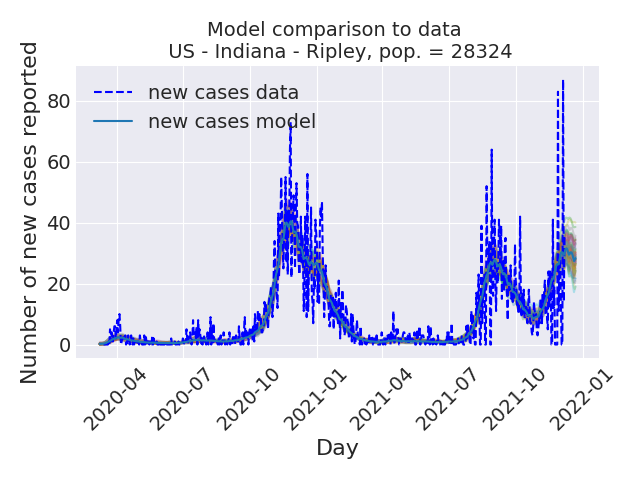 Model comparison to data
US - Indiana - Ripley, pop. = 28324
Number of new cases reported
80
60
40
20
0
new cases data
new cases model
2020-04
2020-07
2020-10
2021-01
2021-04
2021-07
2021-10
2022-01
Day